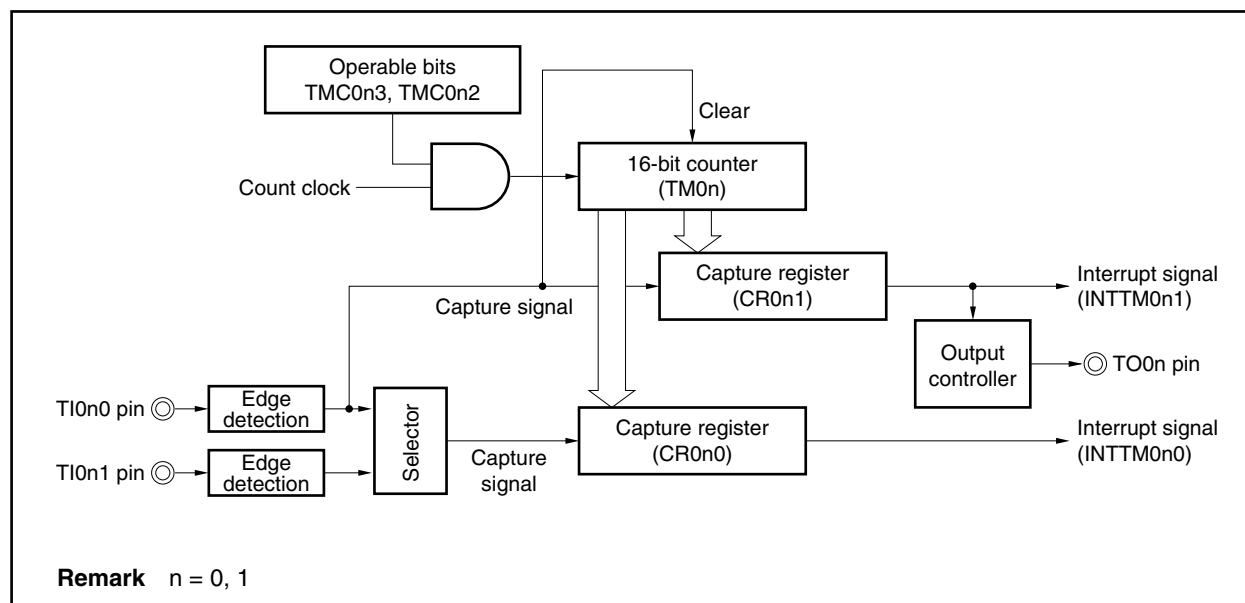 Operable bits
TMC0n3, TMC0n2
Clear
Count clock
16-bit counter
(TM0n)
Capture register
(CR0n1)
Interrupt signal
(INTTM0n1)
Capture signal
Output
controller
TO0n pin
TI0n0 pin
Edge
detection
Selector
Capture register
(CR0n0)
Interrupt signal
(INTTM0n0)
Capture
signal
TI0n1 pin
Edge
detection
Remark n = 0, 1